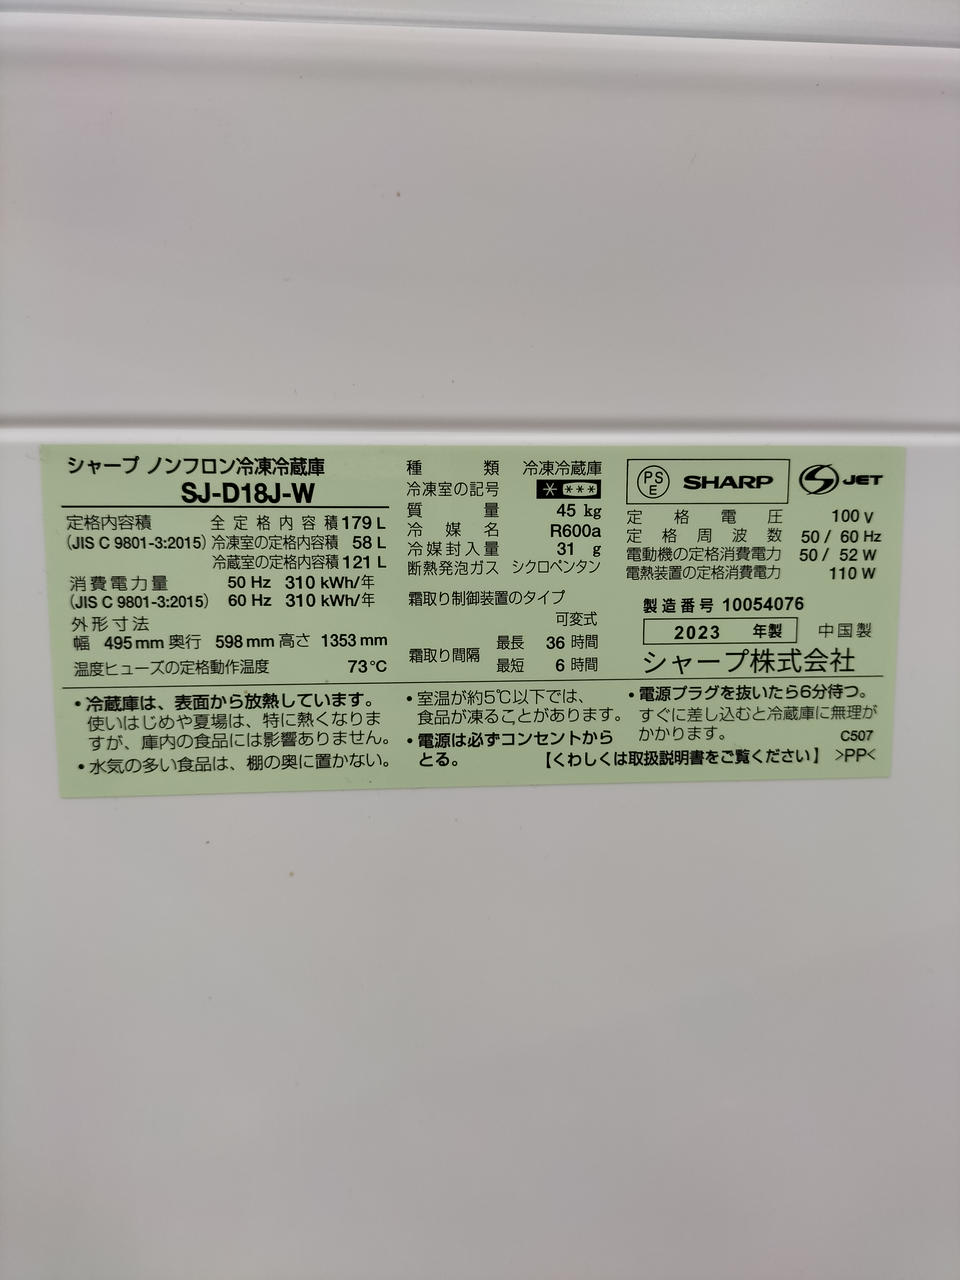 シャープ ノンフロン冷凍冷蔵庫
SJ-D18J-W
定格内容積 全定格内容積 179 L
(JIS C 9801-3:2015) 冷凍室の定格内容積 58 L
冷蔵室の定格内容積 121 L
消費電力量 50 Hz 310 kWh/年
(JIS C 9801-3:2015) 60 Hz 310 kWh/年
外形寸法
幅 495 mm 奥行 598 mm 高さ 1353 mm
温度ヒューズの定格動作温度 73℃
種類 冷凍冷蔵庫
冷凍室の記号 * ***
質量 45 kg
冷媒名 R600a
冷媒封入量 31 g
断熱発泡ガス シクロペンタン
霜取り制御装置のタイプ
可変式
霜取り間隔 最長 36 時間
最短 6 時間
PSE SHARP JET
定格電圧 100 V
定格周波数 50 / 60 Hz
電動機の定格消費電力 50 / 52 W
電熱装置の定格消費電力 110 W
製造番号 10054076
2023 年製 中国製
シャープ株式会社
・冷蔵庫は、表面から放熱しています。
使いはじめや夏場は、特に熱くなりま
すが、庫内の食品には影響ありません。
・水気の多い食品は、棚の奥に置かない。
・室温が約5℃以下では、
食品が凍ることがあります。
・電源は必ずコンセントから
とる。
・電源プラグを抜いたら6分待つ。
すぐに差し込むと冷蔵庫に無理が
かかります。
C507
【くわしくは取扱説明書をご覧ください】 >PP<